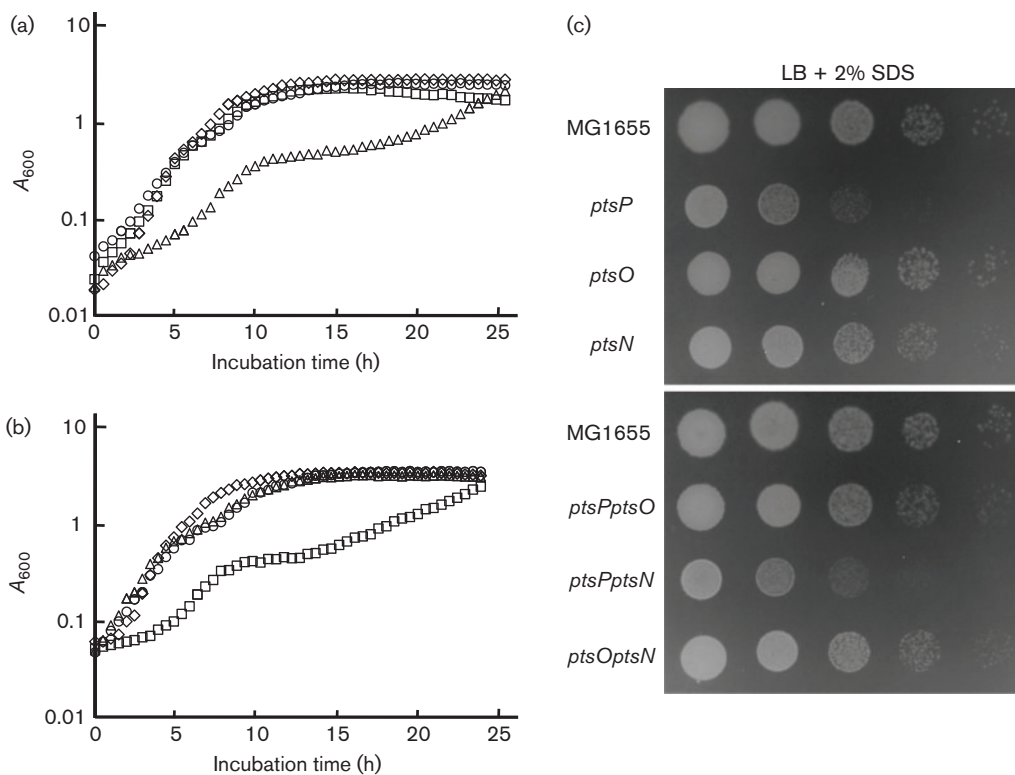 (a)
10
1
0.1
0.01
A600
0 5 10 15 20 25
Incubation time (h)
(b)
10
1
0.1
0.01
A600
0 5 10 15 20 25
Incubation time (h)
(c)
LB + 2% SDS
MG1655
ptsP
ptsO
ptsN
MG1655
ptsPptsO
ptsPptsN
ptsOptsN